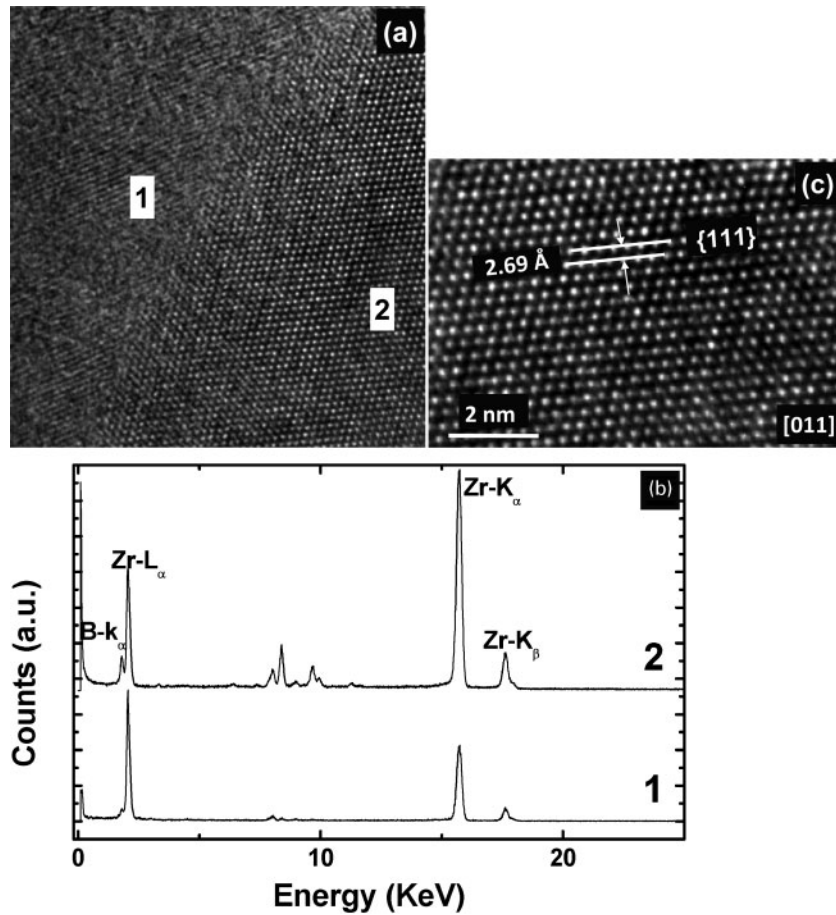 (a)
1
2
(c)
{111}
2.69 Å
2 nm
[011]
(b)
Zr-Kα
Zr-Lα
B-kα
Zr-Kβ
2
1
Counts (a.u.)
0 10 20
Energy (KeV)